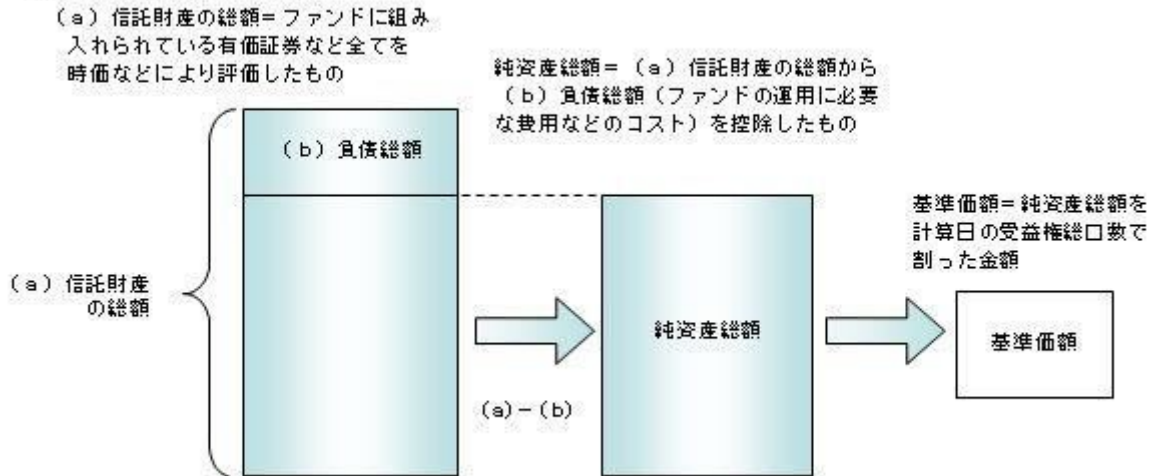 （a）信託財産の総額=ファンドに組み
入れられている有価証券など全てを
時価などにより評価したもの
純資産総額=（a）信託財産の総額から
（b）負債総額（ファンドの運用に必要
な費用などのコスト）を控除したもの
（b）負債総額
基準価額=純資産総額を
計算日の受益権総口数で
割った金額
（a）信託財産
の総額
純資産総額
基準価額
（a）－（b）